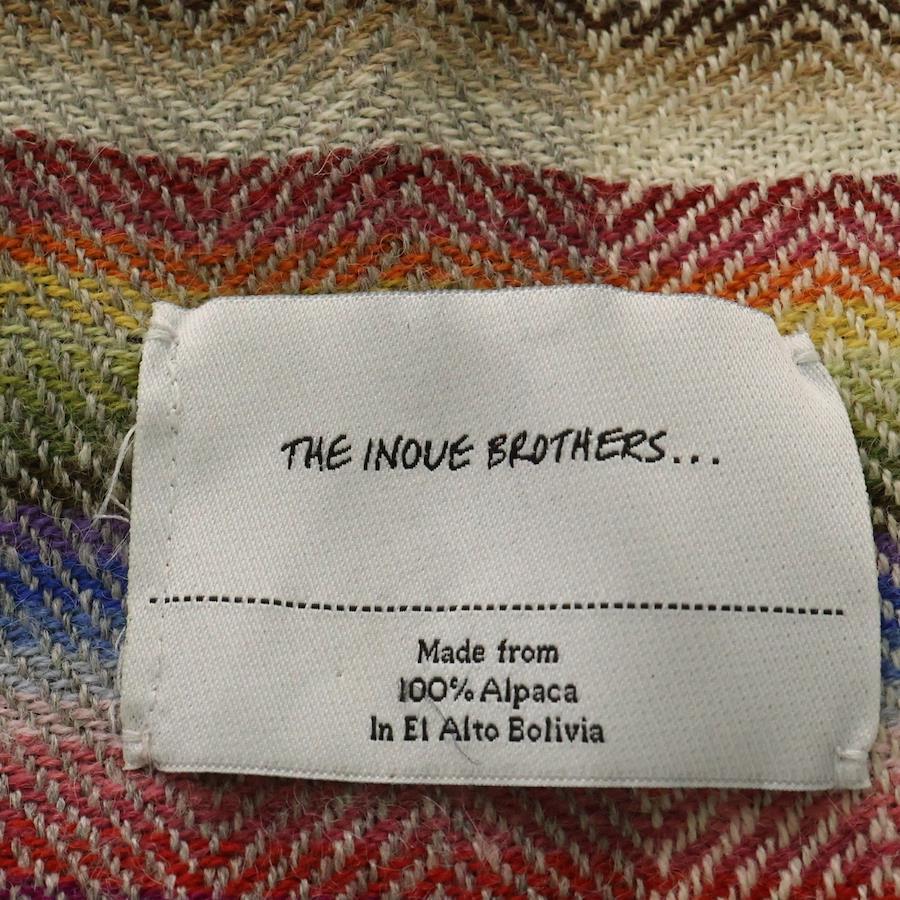 THE INOUE BROTHERS...
Made from
100% Alpaca
In El Alto Bolivia